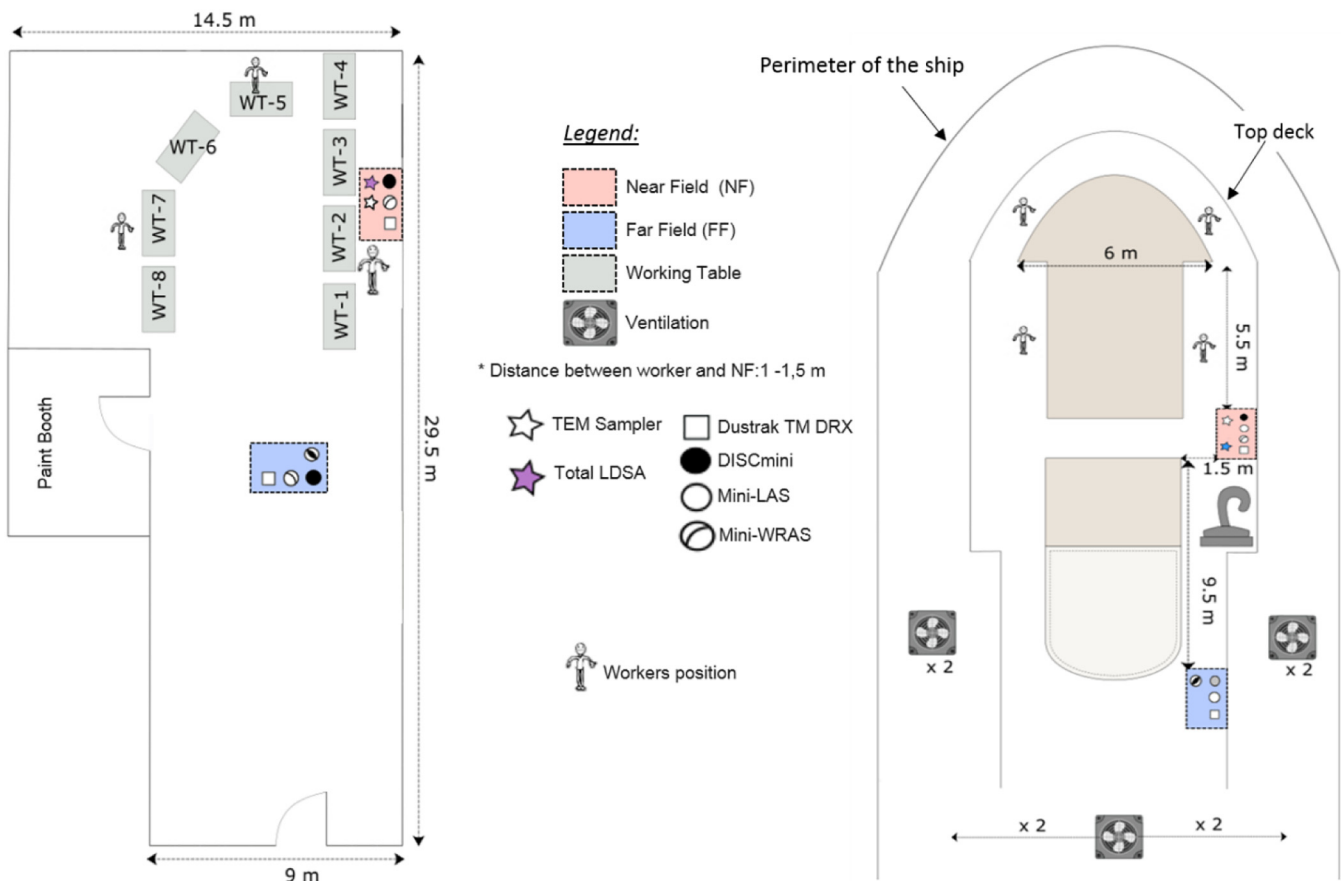 14.5 m
WT-4
WT-5
WT-3
WT-6
WT-2
WT-7
WT-8
WT-1
Paint Booth
29.5 m
9 m
Legend:
Near Field (NF)
Far Field (FF)
Working Table
Ventilation
* Distance between worker and NF:1 -1,5 m
TEM Sampler
Total LDSA
Dustrak TM DRX
DISCmini
Mini-LAS
Mini-WRAS
Workers position
Perimeter of the ship
Top deck
6 m
5.5 m
1.5 m
9.5 m
x 2
x 2
x 2
x 2